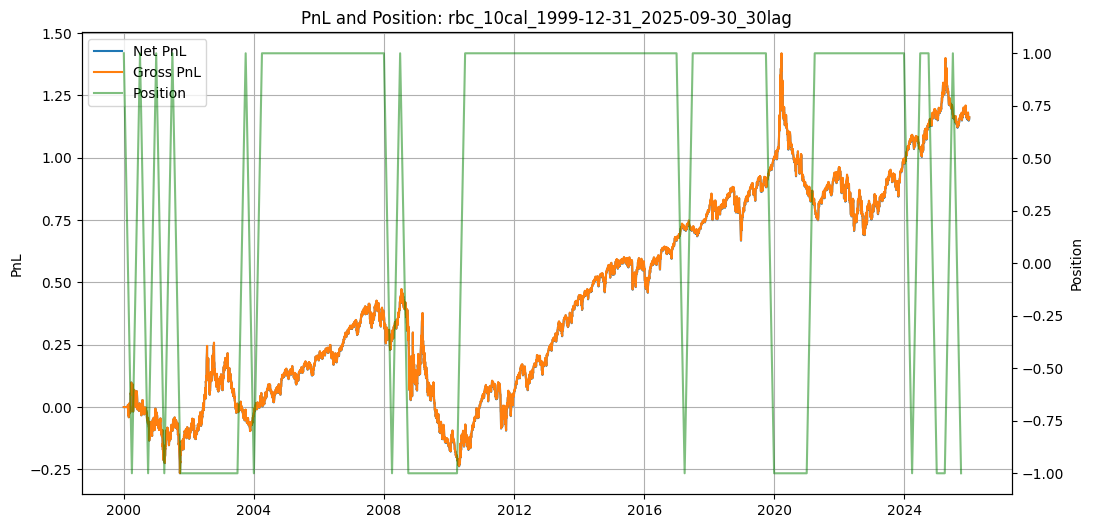 PnL and Position: rbc_10cal_1999-12-31_2025-09-30_30lag
Net PnL
Gross PnL
Position
1.50
1.25
1.00
0.75
0.50
0.25
0.00
−0.25
PnL
1.00
0.75
0.50
0.25
0.00
−0.25
−0.50
−0.75
−1.00
Position
2000 2004 2008 2012 2016 2020 2024